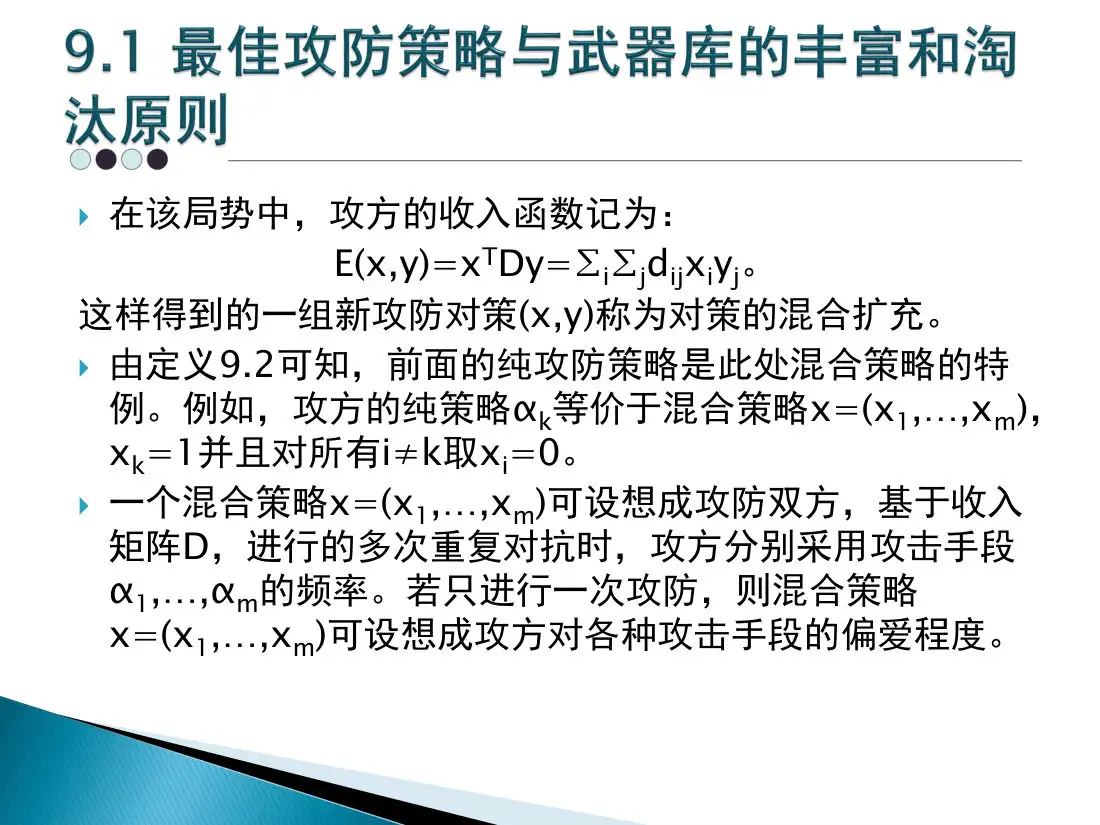 9.1 最佳攻防策略与武器库的丰富和淘
汰原则
在该局势中，攻方的收入函数记为：
E(x,y)=xᵀDy=∑ᵢ∑ⱼdᵢⱼxᵢyⱼ。
这样得到的一组新攻防对策(x,y)称为对策的混合扩充。
由定义9.2可知，前面的纯攻防策略是此处混合策略的特
例。例如，攻方的纯策略αₖ等价于混合策略x=(x₁,…,xₘ)，
xₖ=1并且对所有i≠k取xᵢ=0。
一个混合策略x=(x₁,…,xₘ)可设想成攻防双方，基于收入
矩阵D，进行的多次重复对抗时，攻方分别采用攻击手段
α₁,…,αₘ的频率。若只进行一次攻防，则混合策略
x=(x₁,…,xₘ)可设想成攻方对各种攻击手段的偏爱程度。